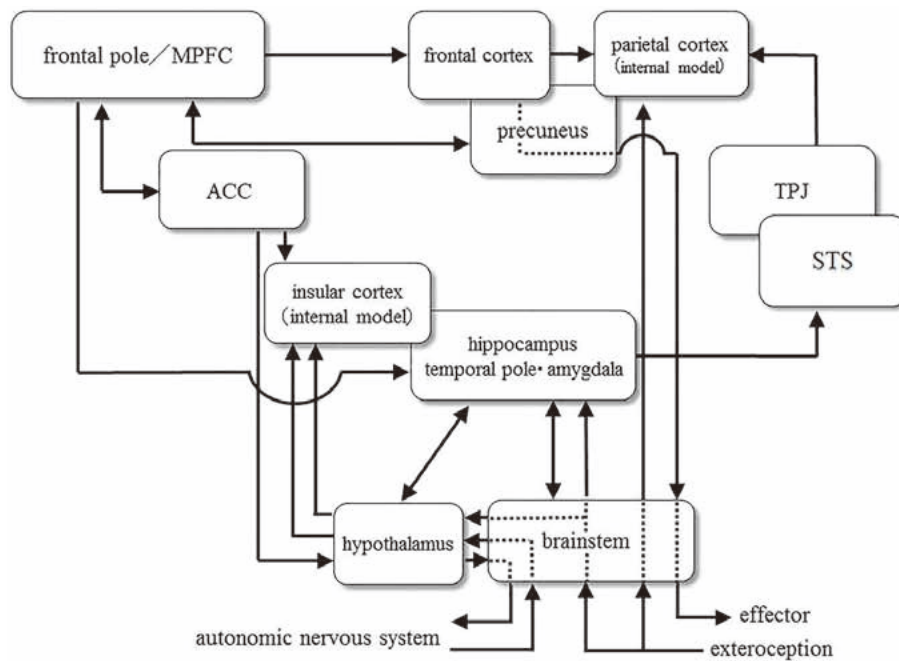 frontal pole／MPFC
frontal cortex
parietal cortex
(internal model)
precuneus
ACC
TPJ
STS
insular cortex
(internal model)
hippocampus
temporal pole・amygdala
hypothalamus
brainstem
effector
autonomic nervous system
exteroception